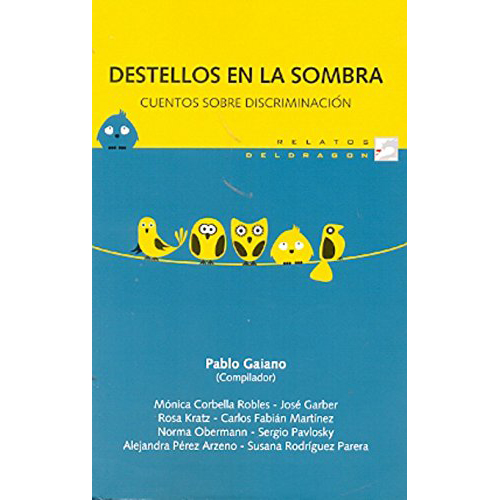 DESTELLOS EN LA SOMBRA
CUENTOS SOBRE DISCRIMINACIÓN
RELATOS
DELDRAGON
Pablo Gaiano
(Compilador)
Mónica Corbella Robles - José Garber
Rosa Kratz - Carlos Fabián Martínez
Norma Obermann - Sergio Pavlosky
Alejandra Pérez Arzeno - Susana Rodríguez Parera